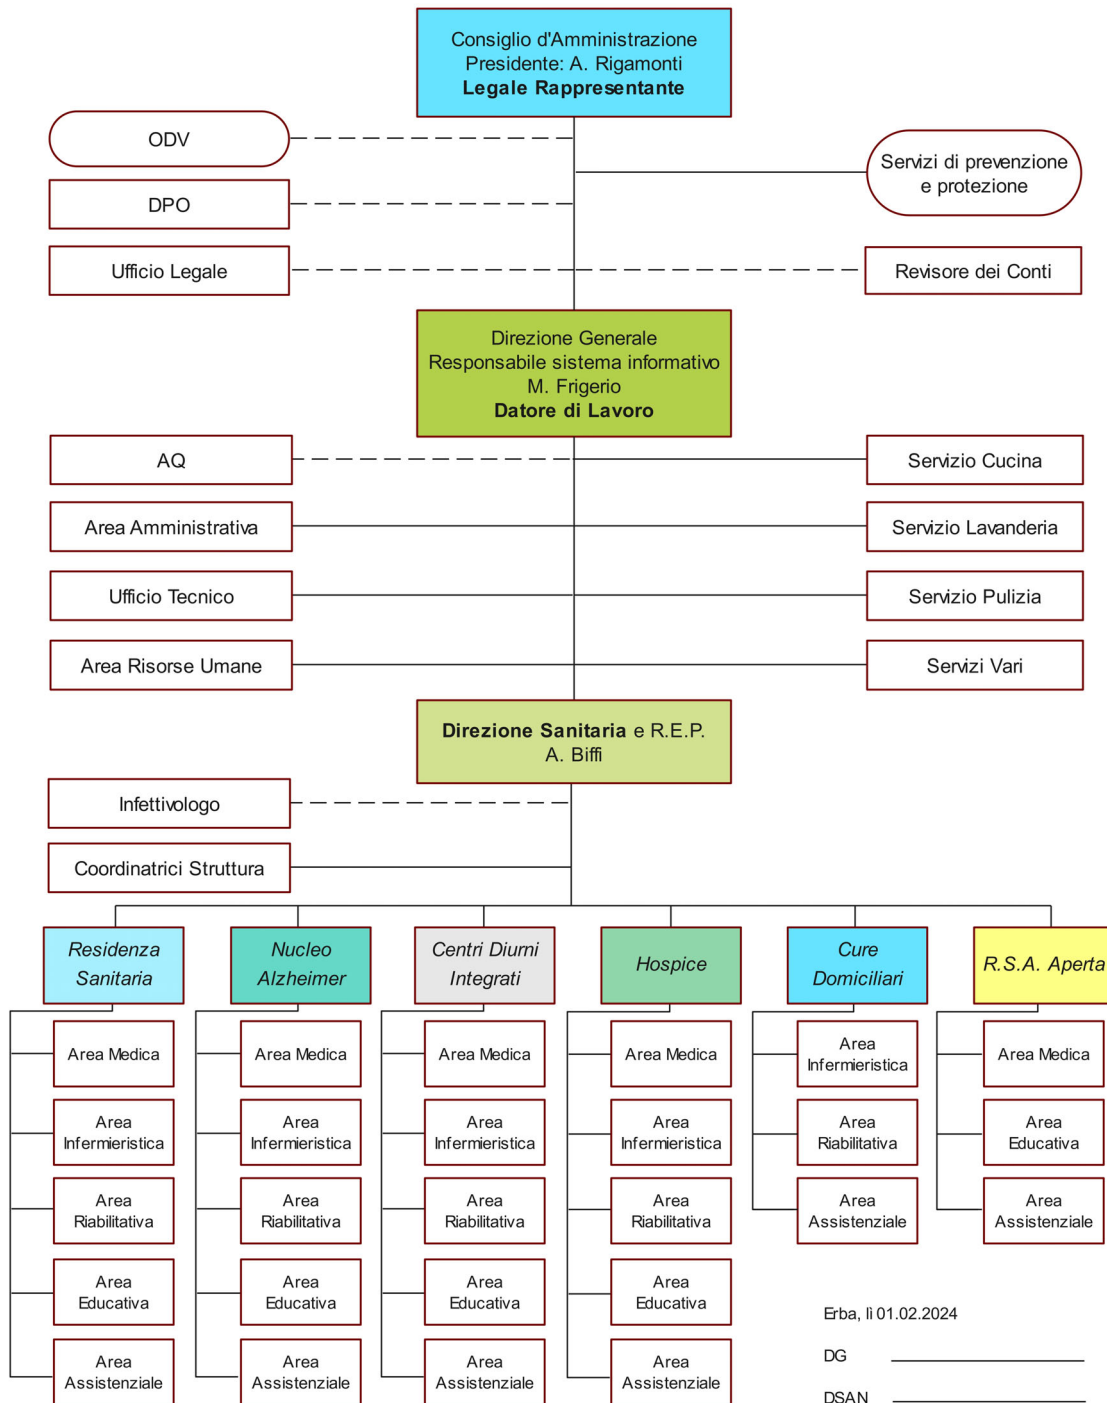 Consiglio d'Amministrazione
Presidente: A. Rigamonti
Legale Rappresentante
ODV
Servizi di prevenzione
e protezione
DPO
Ufficio Legale
Revisore dei Conti
Direzione Generale
Responsabile sistema informativo
M. Frigerio
Datore di Lavoro
AQ
Servizio Cucina
Area Amministrativa
Servizio Lavanderia
Ufficio Tecnico
Servizio Pulizia
Area Risorse Umane
Servizi Vari
Direzione Sanitaria e R.E.P.
A. Biffi
Infettivologo
Coordinatrici Struttura
Residenza
Sanitaria
Nucleo
Alzheimer
Centri Diurni
Integrati
Hospice
Cure
Domiciliari
R.S.A. Aperta
Area Medica
Area
Infermieristica
Area
Riabilitativa
Area
Educativa
Area
Assistenziale
Area Medica
Area
Infermieristica
Area
Riabilitativa
Area
Educativa
Area
Assistenziale
Area Medica
Area
Infermieristica
Area
Riabilitativa
Area
Educativa
Area
Assistenziale
Area Medica
Area
Infermieristica
Area
Riabilitativa
Area
Educativa
Area
Assistenziale
Area
Infermieristica
Area
Riabilitativa
Area
Assistenziale
Area Medica
Area
Educativa
Area
Assistenziale
Erba, lì 01.02.2024
DG
DSAN